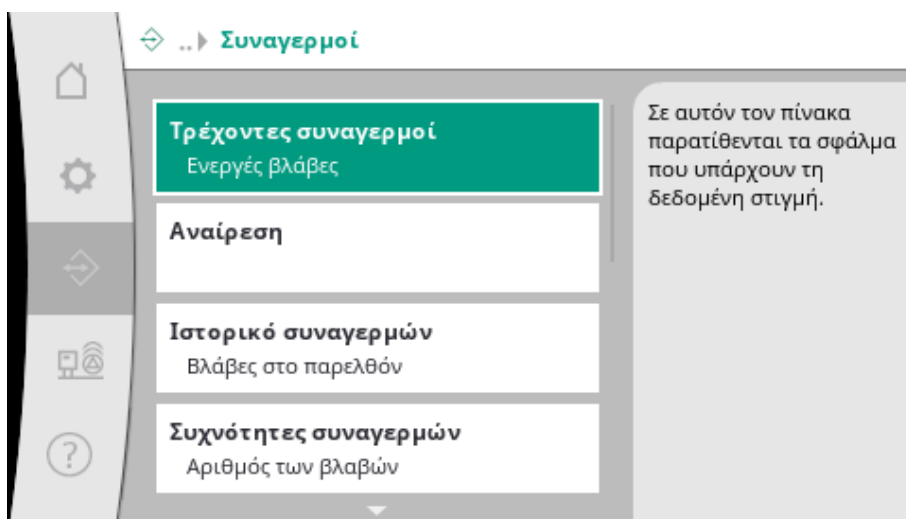 ..▶ Συναγερμοί
Τρέχοντες συναγερμοί
Ενεργές βλάβες
Αναίρεση
Ιστορικό συναγερμών
Βλάβες στο παρελθόν
Συχνότητες συναγερμών
Αριθμός των βλαβών
Σε αυτόν τον πίνακα
παρατίθενται τα σφάλμα
που υπάρχουν τη
δεδομένη στιγμή.
?